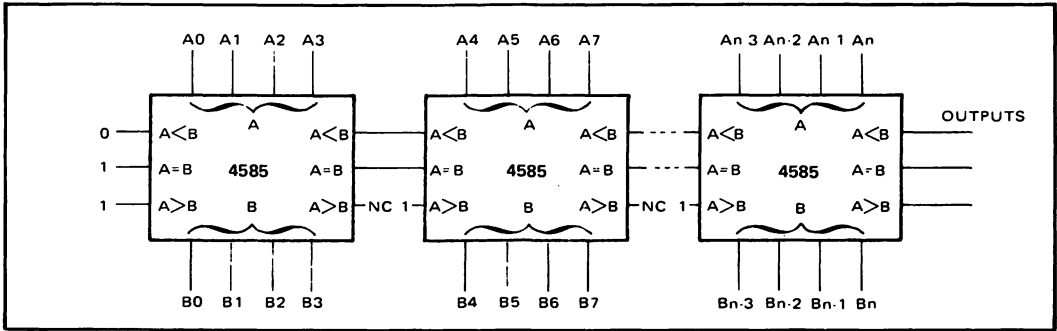 A0 A1 A2 A3 A4 A5 A6 A7 An 3 An·2 An 1 An
A A A OUTPUTS
0 A<B A<B A<B A<B A<B A<B
1 A=B 4585 A=B A=B 4585 A=B A=B 4585 A=B
1 A>B B A>B NC 1 A>B B A>B NC 1 A>B B A>B
B0 B1 B2 B3 B4 B5 B6 B7 Bn·3 Bn·2 Bn·1 Bn